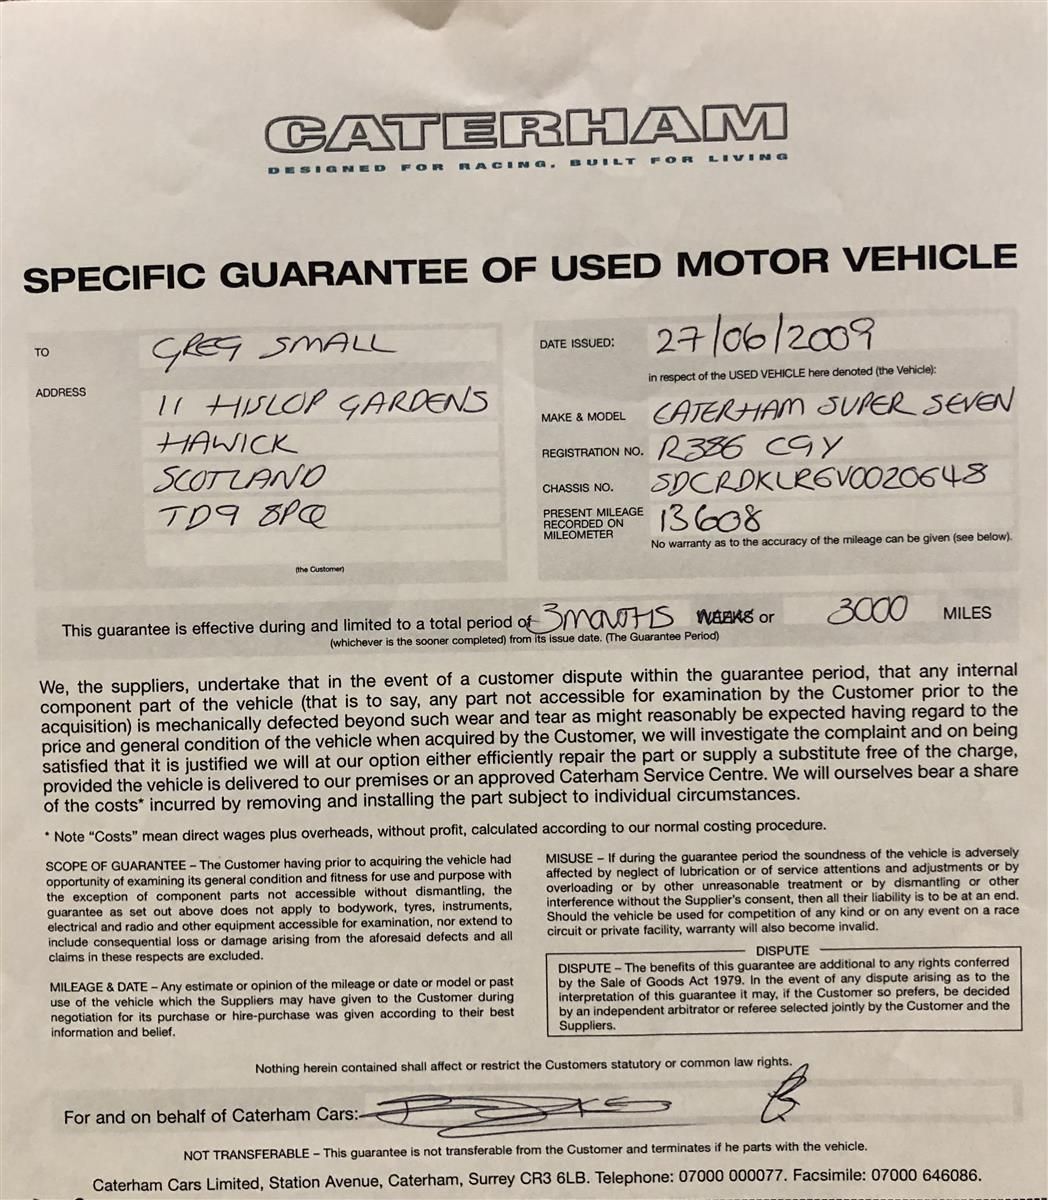 CATERHAM
DESIGNED FOR RACING, BUILT FOR LIVING
SPECIFIC GUARANTEE OF USED MOTOR VEHICLE
TO GREG SMALL
ADDRESS 11 HISLOP GARDENS
HAWICK
SCOTLAND
TD9 8PQ
(the Customer)
DATE ISSUED: 27/06/2009
in respect of the USED VEHICLE here denoted (the Vehicle):
MAKE & MODEL CATERHAM SUPER SEVEN
REGISTRATION NO. R386 CGY
CHASSIS NO. SDCRDKLR6V0020648
PRESENT MILEAGE
RECORDED ON
MILEOMETER 13608
No warranty as to the accuracy of the mileage can be given (see below).
This guarantee is effective during and limited to a total period of 3 MONTHS WEEKS or 3000 MILES
(whichever is the sooner completed) from its issue date. (The Guarantee Period)
We, the suppliers, undertake that in the event of a customer dispute within the guarantee period, that any internal
component part of the vehicle (that is to say, any part not accessible for examination by the Customer prior to the
acquisition) is mechanically defected beyond such wear and tear as might reasonably be expected having regard to the
price and general condition of the vehicle when acquired by the Customer, we will investigate the complaint and on being
satisfied that it is justified we will at our option either efficiently repair the part or supply a substitute free of the charge,
provided the vehicle is delivered to our premises or an approved Caterham Service Centre. We will ourselves bear a share
of the costs* incurred by removing and installing the part subject to individual circumstances.
* Note “Costs” mean direct wages plus overheads, without profit, calculated according to our normal costing procedure.
SCOPE OF GUARANTEE – The Customer having prior to acquiring the vehicle had
opportunity of examining its general condition and fitness for use and purpose with
the exception of component parts not accessible without dismantling, the
guarantee as set out above does not apply to bodywork, tyres, instruments,
electrical and radio and other equipment accessible for examination, nor extend to
include consequential loss or damage arising from the aforesaid defects and all
claims in these respects are excluded.
MILEAGE & DATE – Any estimate or opinion of the mileage or date or model or past
use of the vehicle which the Suppliers may have given to the Customer during
negotiation for its purchase or hire-purchase was given according to their best
information and belief.
MISUSE – If during the guarantee period the soundness of the vehicle is adversely
affected by neglect of lubrication or of service attentions and adjustments or by
overloading or by other unreasonable treatment or by dismantling or other
interference without the Supplier's consent, then all their liability is to be at an end.
Should the vehicle be used for competition of any kind or on any event on a race
circuit or private facility, warranty will also become invalid.
DISPUTE
DISPUTE – The benefits of this guarantee are additional to any rights conferred
by the Sale of Goods Act 1979. In the event of any dispute arising as to the
interpretation of this guarantee it may, if the Customer so prefers, be decided
by an independent arbitrator or referee selected jointly by the Customer and the
Suppliers.
Nothing herein contained shall affect or restrict the Customers statutory or common law rights.
For and on behalf of Caterham Cars:
NOT TRANSFERABLE – This guarantee is not transferable from the Customer and terminates if he parts with the vehicle.
Caterham Cars Limited, Station Avenue, Caterham, Surrey CR3 6LB. Telephone: 07000 000077. Facsimile: 07000 646086.